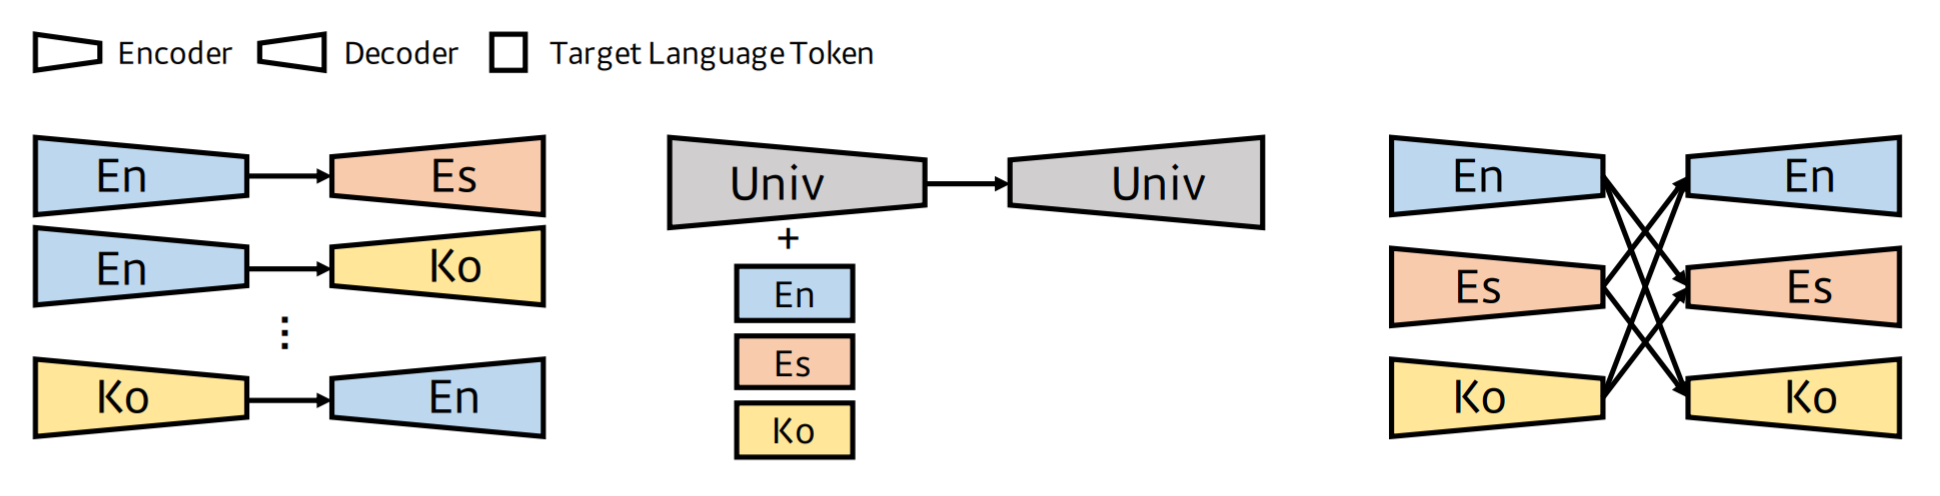 Encoder Decoder Target Language Token
En Es
En Ko
⋮
Ko En
Univ Univ
+
En
Es
Ko
En En
Es Es
Ko Ko